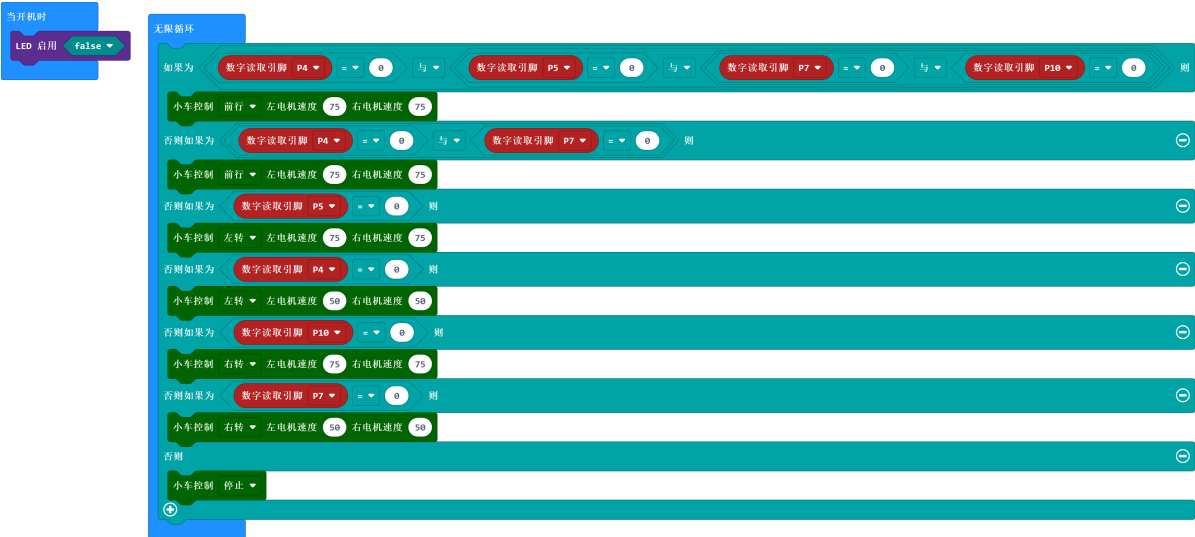 当开机时
LED 启用 false
无限循环
如果为 数字读取引脚 P4 = 0 与 数字读取引脚 P5 = 0 与 数字读取引脚 P7 = 0 与 数字读取引脚 P10 = 0 则
小车控制 前行 左电机速度 75 右电机速度 75
否则如果为 数字读取引脚 P4 = 0 与 数字读取引脚 P7 = 0 则
小车控制 前行 左电机速度 75 右电机速度 75
否则如果为 数字读取引脚 P5 = 0 则
小车控制 左转 左电机速度 75 右电机速度 75
否则如果为 数字读取引脚 P4 = 0 则
小车控制 左转 左电机速度 50 右电机速度 50
否则如果为 数字读取引脚 P10 = 0 则
小车控制 右转 左电机速度 75 右电机速度 75
否则如果为 数字读取引脚 P7 = 0 则
小车控制 右转 左电机速度 50 右电机速度 50
否则
小车控制 停止